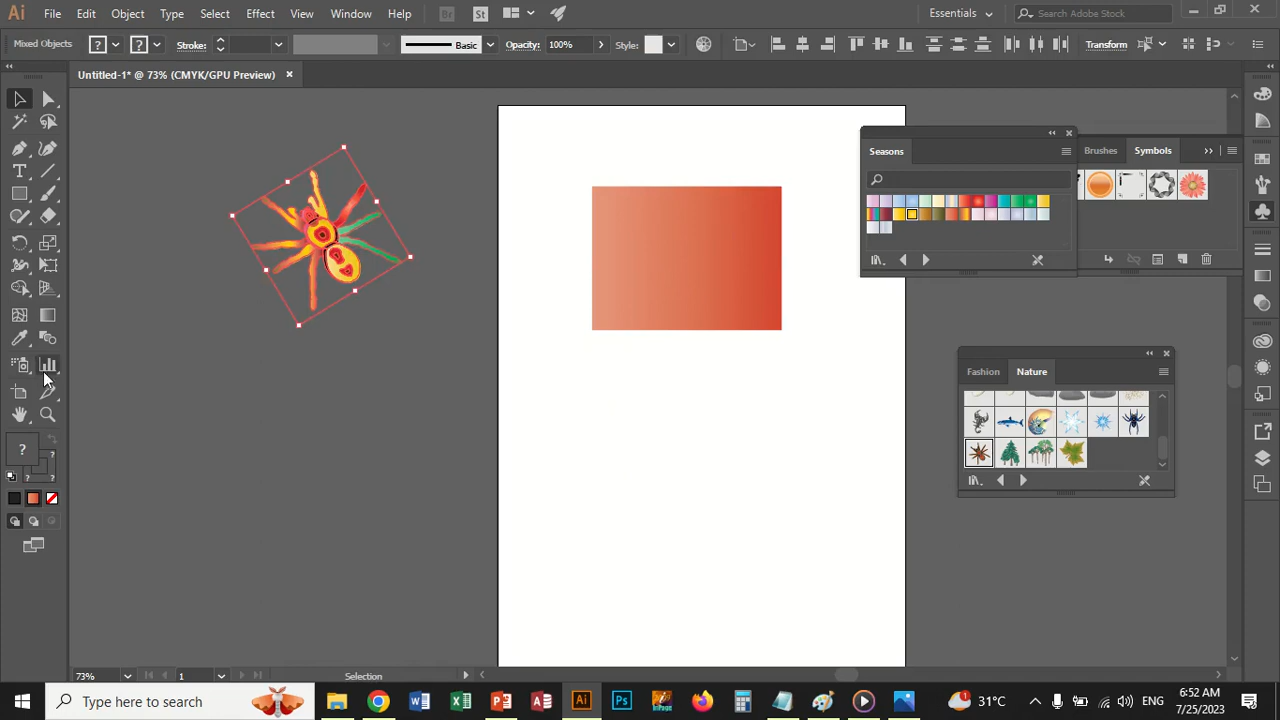 Ai File Edit Object Type Select Effect View Window Help Br St Essentials Search Adobe Stock
Mixed Objects ? ? Stroke: Basic Opacity: 100% Style: Transform
Untitled-1* @ 73% (CMYK/GPU Preview)
Seasons
Brushes Symbols
Fashion Nature
T
?
?
? ?
73% 1 Selection
Type here to search
31°C ENG 6:52 AM
7/25/2023